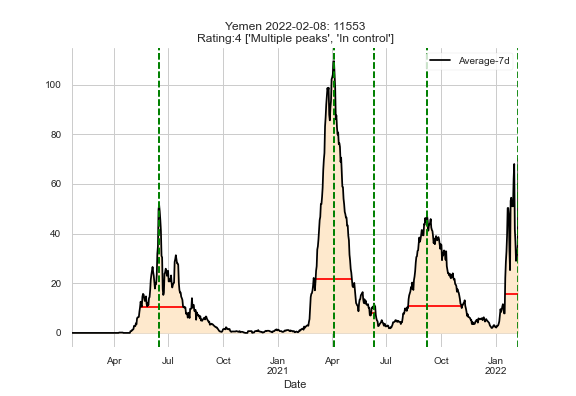 Yemen 2022-02-08: 11553
Rating:4 ['Multiple peaks', 'In control']
Average-7d
100
80
60
40
20
0
Apr Jul Oct Jan Apr Jul Oct Jan
2021 2022
Date